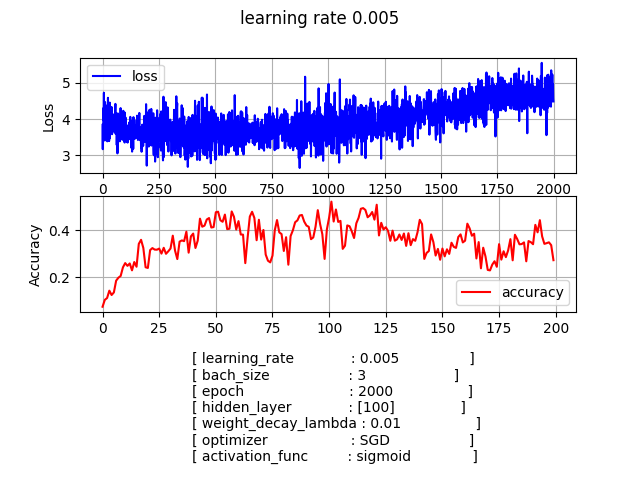 learning rate 0.005
Loss
5
4
3
loss
0 250 500 750 1000 1250 1500 1750 2000
Accuracy
0.4
0.2
accuracy
0 25 50 75 100 125 150 175 200
[ learning_rate : 0.005 ]
[ bach_size : 3 ]
[ epoch : 2000 ]
[ hidden_layer : [100] ]
[ weight_decay_lambda : 0.01 ]
[ optimizer : SGD ]
[ activation_func : sigmoid ]